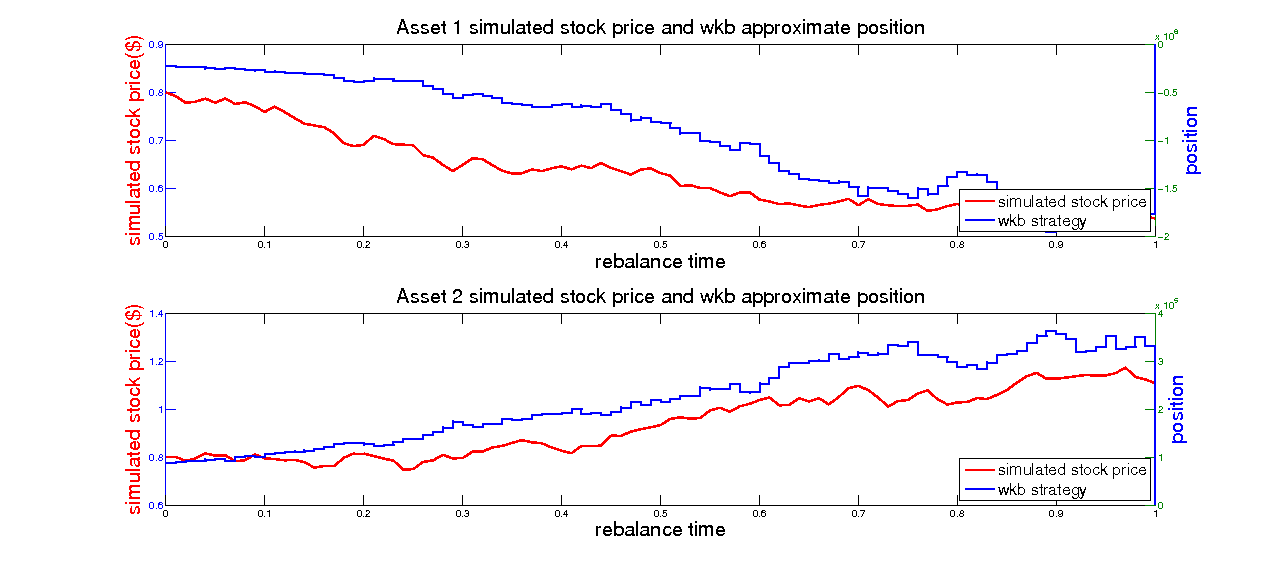 Asset 1 simulated stock price and wkb approximate position
simulated stock price($)
0.9
0.8
0.7
0.6
0.5
0
-0.5
-1
-1.5
-2
position
simulated stock price
wkb strategy
0 0.1 0.2 0.3 0.4 0.5 0.6 0.7 0.8 0.9 1
rebalance time
Asset 2 simulated stock price and wkb approximate position
simulated stock price($)
1.4
1.2
1
0.8
0.6
4
3
2
1
0
position
simulated stock price
wkb strategy
0 0.1 0.2 0.3 0.4 0.5 0.6 0.7 0.8 0.9 1
rebalance time